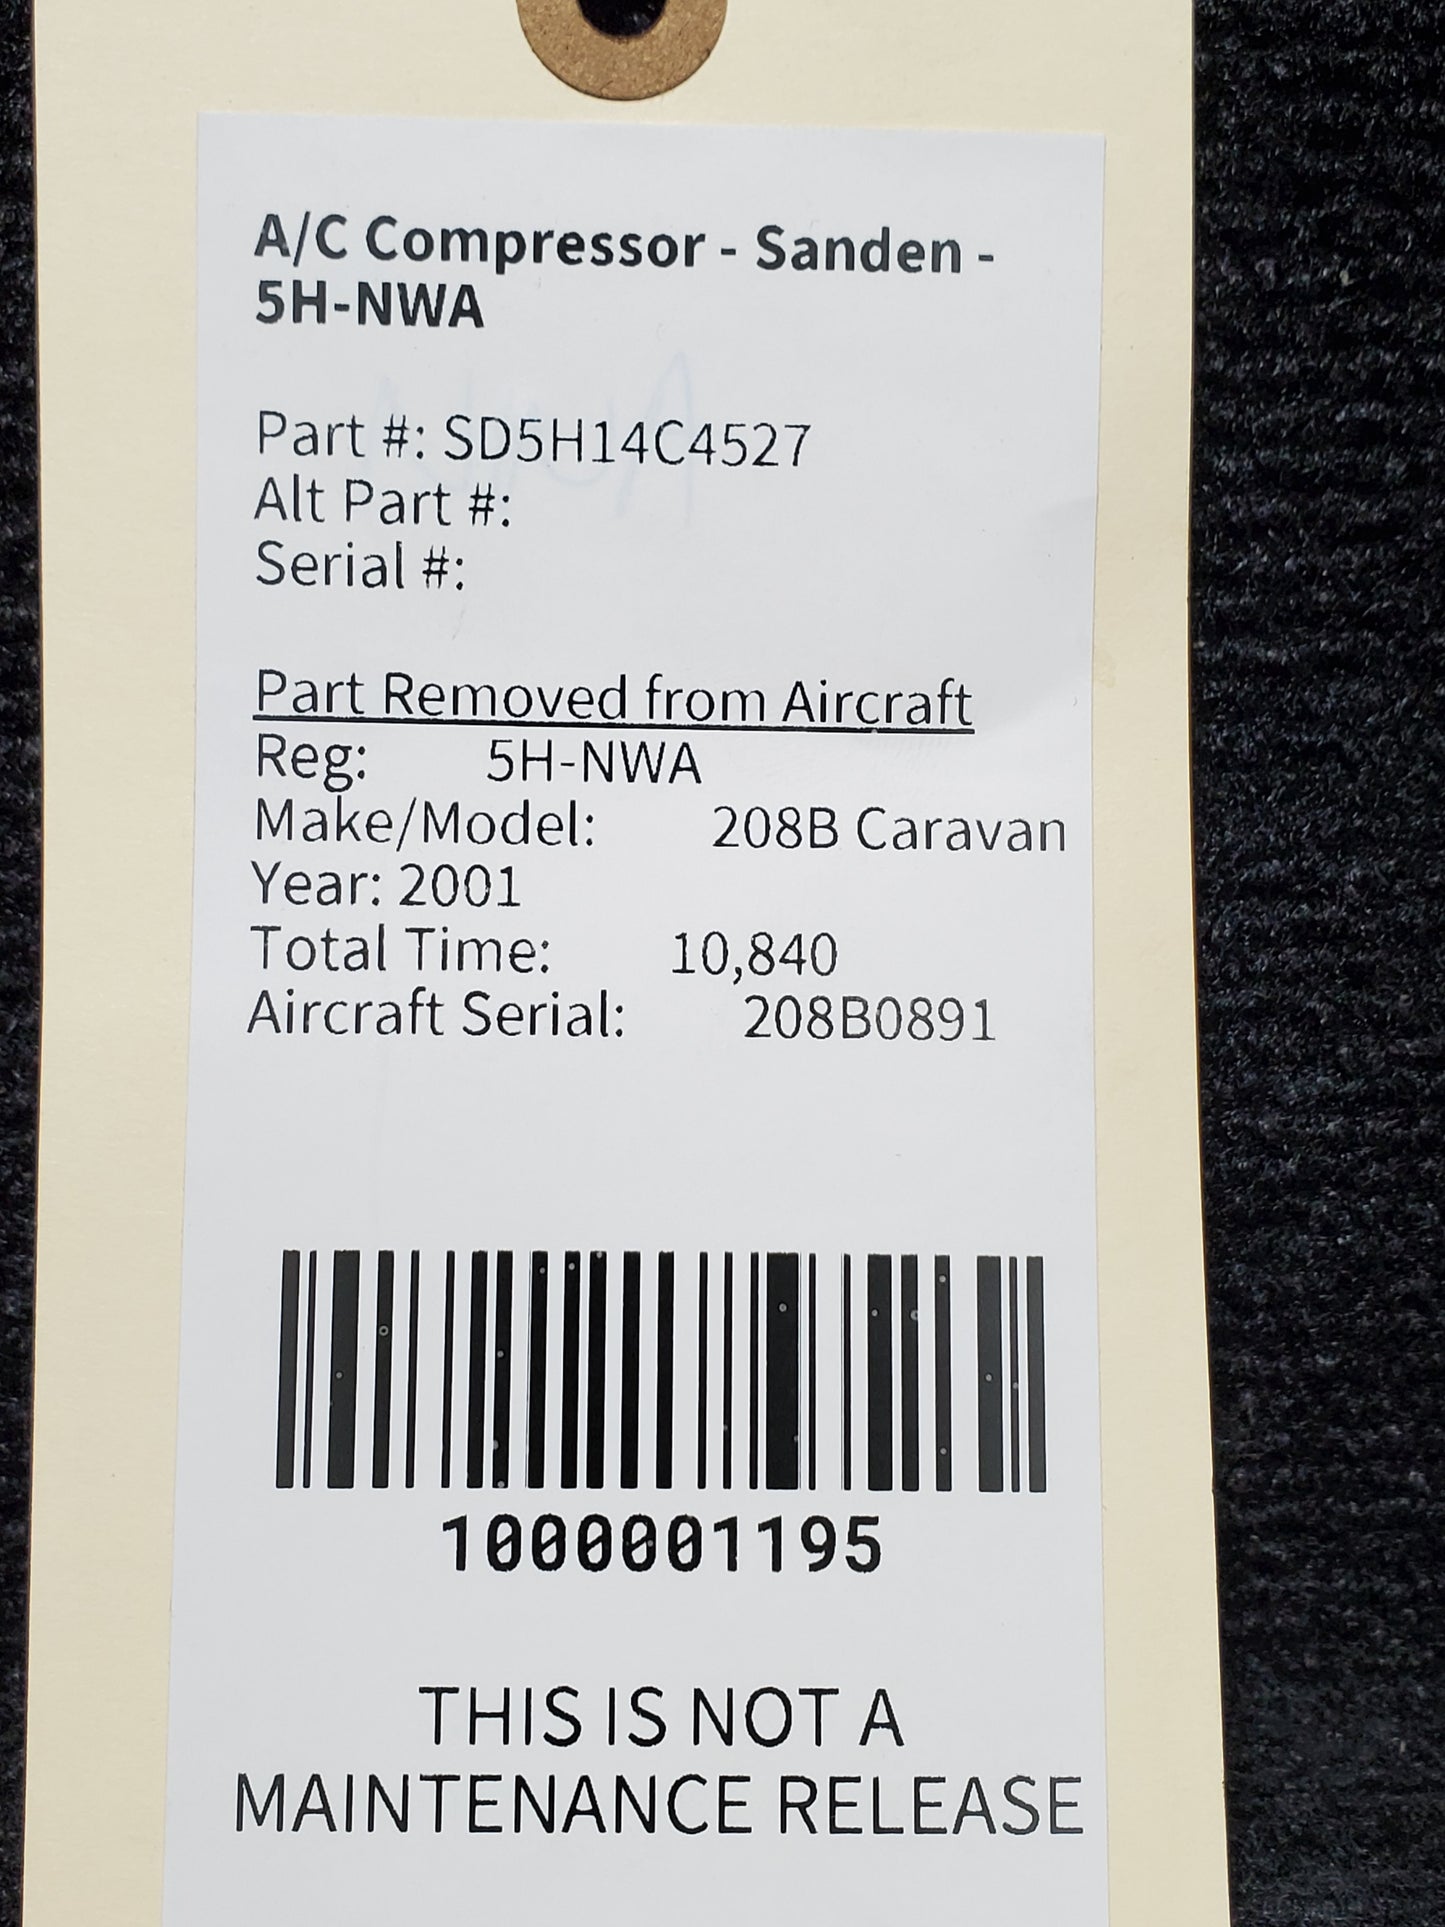 A/C Compressor - Sanden -
5H-NWA
Part #: SD5H14C4527
Alt Part #:
Serial #:
Part Removed from Aircraft
Reg: 5H-NWA
Make/Model: 208B Caravan
Year: 2001
Total Time: 10,840
Aircraft Serial: 208B0891
1000001195
THIS IS NOT A
MAINTENANCE RELEASE